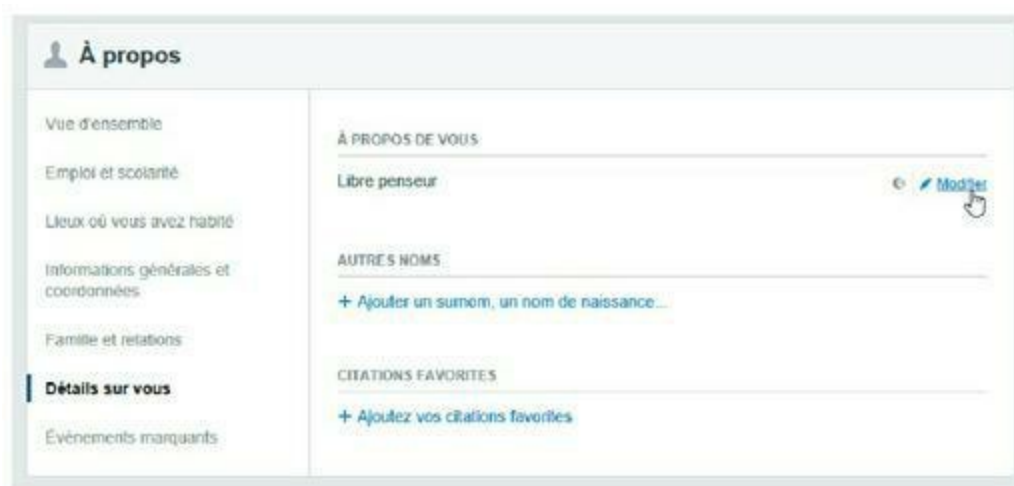 À propos
Vue d'ensemble
Emploi et scolarité
Lieux où vous avez habité
Informations générales et
coordonnées
Famille et relations
Détails sur vous
Évènements marquants
À PROPOS DE VOUS
Libre penseur
Modifier
AUTRES NOMS
+ Ajouter un surnom, un nom de naissance...
CITATIONS FAVORITES
+ Ajoutez vos citations favorites